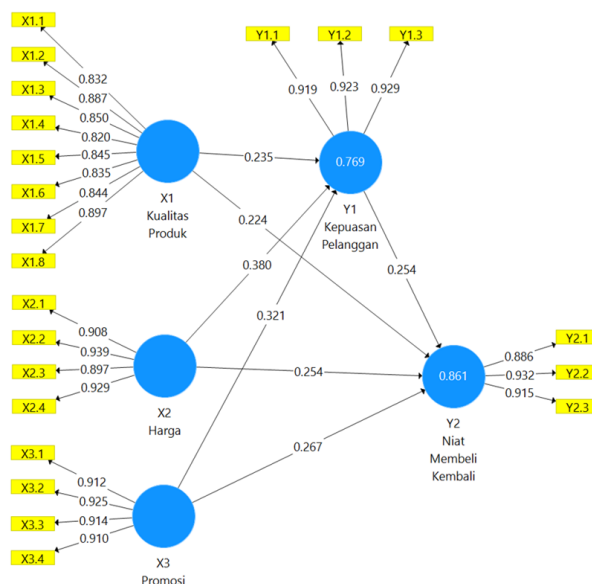 X1.1
X1.2
X1.3
X1.4
X1.5
X1.6
X1.7
X1.8
0.832
0.887
0.850
0.820
0.845
0.835
0.844
0.897
X1
Kualitas
Produk
Y1.1
Y1.2
Y1.3
0.919
0.923
0.929
0.769
Y1
Kepuasan
Pelanggan
0.235
0.224
0.380
0.321
0.254
0.254
0.267
X2.1
X2.2
X2.3
X2.4
0.908
0.939
0.897
0.929
X2
Harga
0.861
Y2
Niat
Membeli
Kembali
0.886
0.932
0.915
Y2.1
Y2.2
Y2.3
X3.1
X3.2
X3.3
X3.4
0.912
0.925
0.914
0.910
X3
Promosi